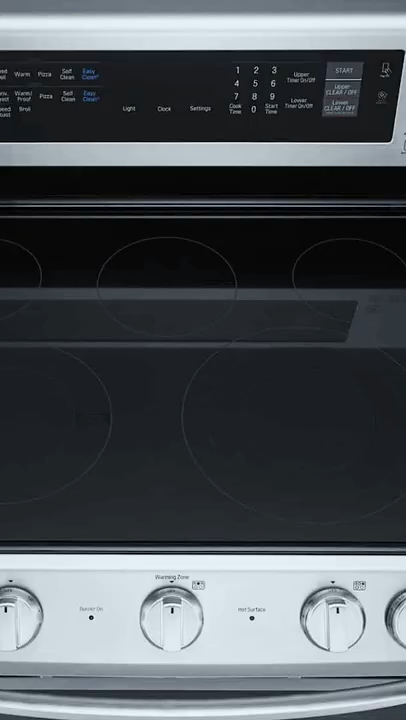 Warm Pizza Self Clean Easy Clean®
Warm/Proof Pizza Self Clean Easy Clean®
Broil
Light Clock Settings
1 2 3
4 5 6
7 8 9
Cook Time 0 Start Time
Upper Timer On/Off
Lower Timer On/Off
START
Upper CLEAR / OFF
Lower CLEAR / OFF
Warming Zone
Burner On
Hot Surface